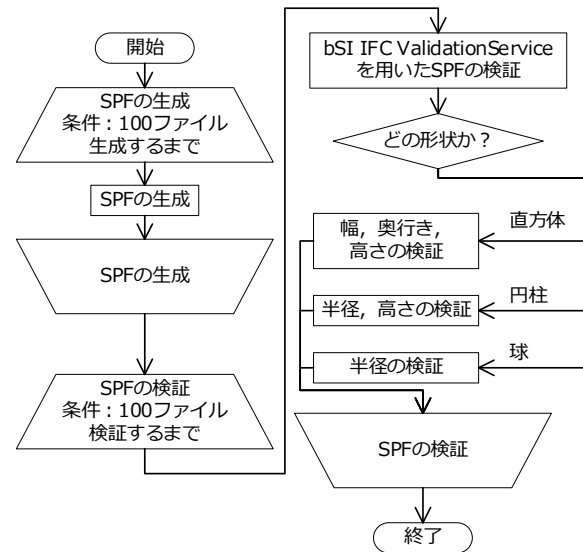 開始
SPFの生成
条件：100ファイル
生成するまで
SPFの生成
SPFの生成
SPFの検証
条件：100ファイル
検証するまで
bSI IFC ValidationService
を用いたSPFの検証
どの形状か？
直方体
幅，奥行き，
高さの検証
円柱
半径，高さの検証
球
半径の検証
SPFの検証
終了